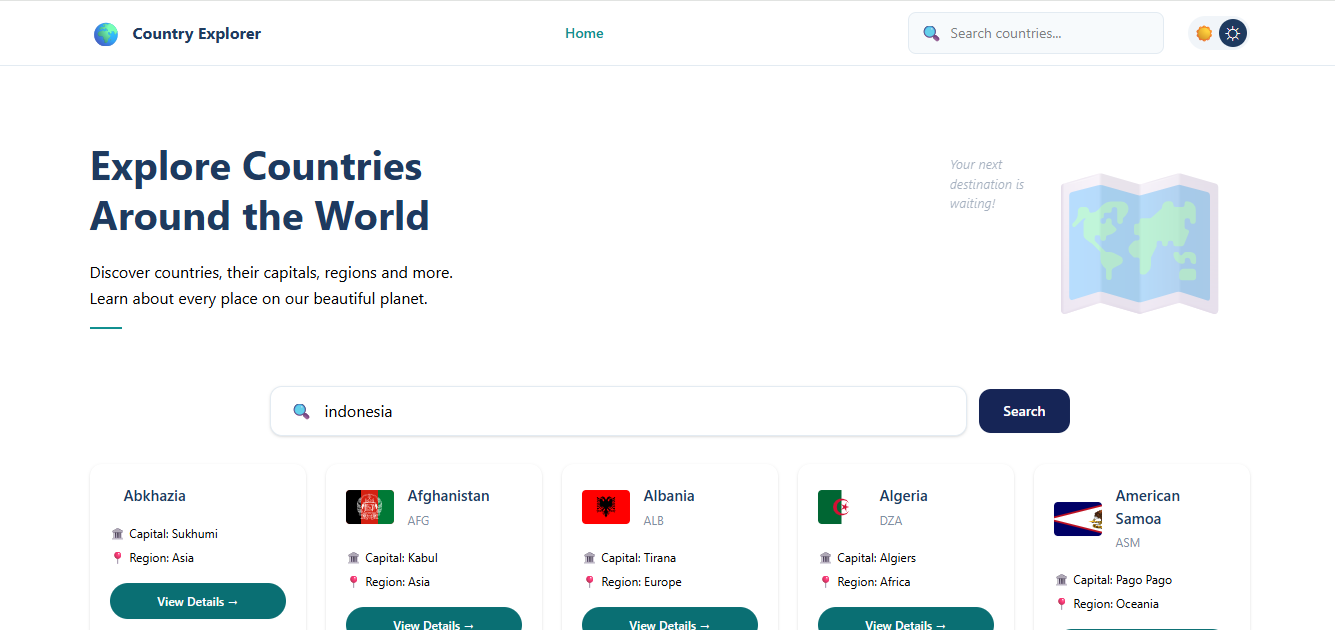 Country Explorer
Home
Search countries...
Explore Countries
Around the World
Your next
destination is
waiting!
Discover countries, their capitals, regions and more.
Learn about every place on our beautiful planet.
indonesia
Search
Abkhazia
Capital: Sukhumi
Region: Asia
View Details →
Afghanistan
AFG
Capital: Kabul
Region: Asia
View Details →
Albania
ALB
Capital: Tirana
Region: Europe
View Details →
Algeria
DZA
Capital: Algiers
Region: Africa
View Details →
American
Samoa
ASM
Capital: Pago Pago
Region: Oceania